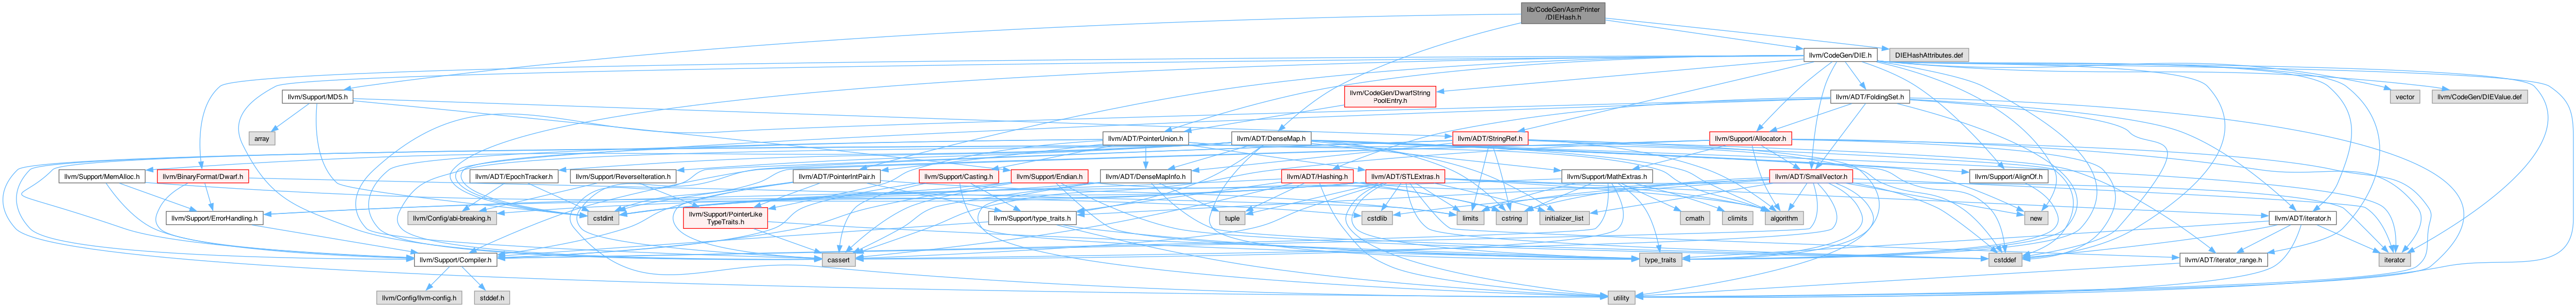 lib/CodeGen/AsmPrinter
/DIEHash.h
llvm/CodeGen/DIE.h
DIEHashAttributes.def
llvm/Support/MD5.h
llvm/CodeGen/DwarfString
PoolEntry.h
llvm/ADT/FoldingSet.h
vector
llvm/CodeGen/DIEValue.def
array
llvm/ADT/PointerUnion.h
llvm/ADT/DenseMap.h
llvm/ADT/StringRef.h
llvm/Support/Allocator.h
llvm/Support/MemAlloc.h
llvm/BinaryFormat/Dwarf.h
llvm/ADT/EpochTracker.h
llvm/Support/ReverseIteration.h
llvm/ADT/PointerIntPair.h
llvm/Support/Casting.h
llvm/Support/Endian.h
llvm/ADT/DenseMapInfo.h
llvm/ADT/Hashing.h
llvm/ADT/STLExtras.h
llvm/Support/MathExtras.h
llvm/ADT/SmallVector.h
llvm/Support/AlignOf.h
llvm/Support/ErrorHandling.h
llvm/Config/abi-breaking.h
cstdint
llvm/Support/PointerLike
TypeTraits.h
llvm/Support/type_traits.h
tuple
cstdlib
limits
cstring
initializer_list
algorithm
cmath
climits
new
llvm/ADT/iterator.h
llvm/Support/Compiler.h
cassert
type_traits
cstddef
llvm/ADT/iterator_range.h
iterator
llvm/Config/llvm-config.h
stddef.h
utility